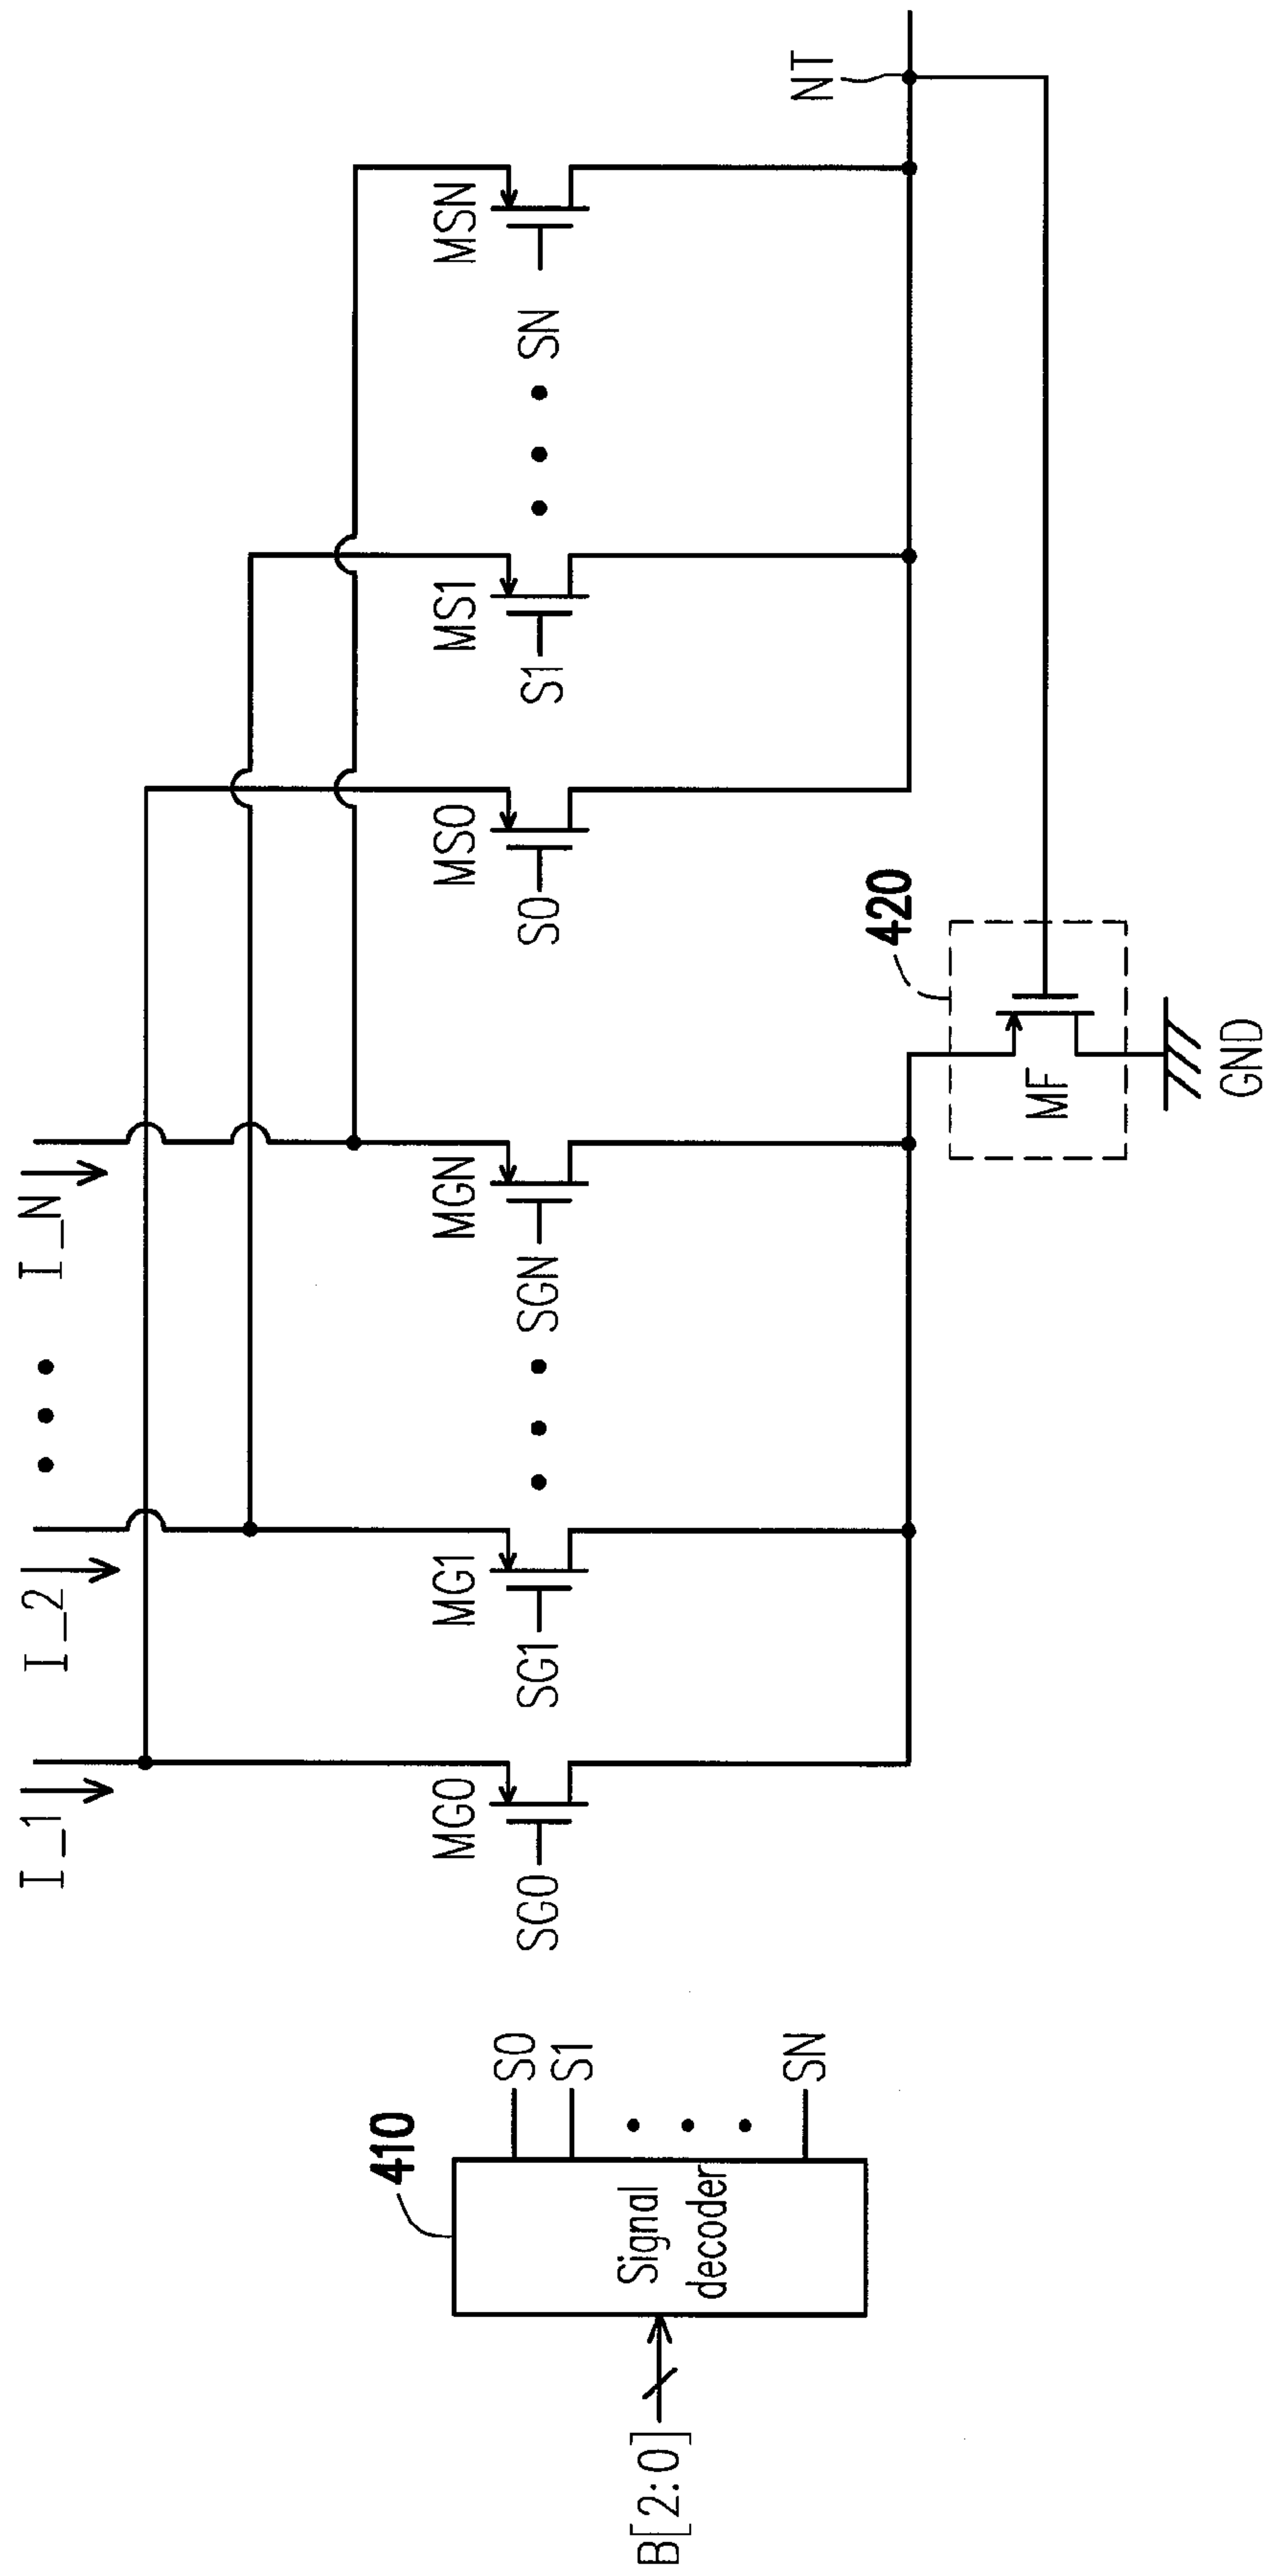 I_1
I_2
I_N
MG0
MG1
MGN
MS0
MS1
MSN
SG0
SG1
SGN
S0
S1
SN
410
S0
S1
SN
Signal
decoder
B[2:0]
420
MF
GND
NT